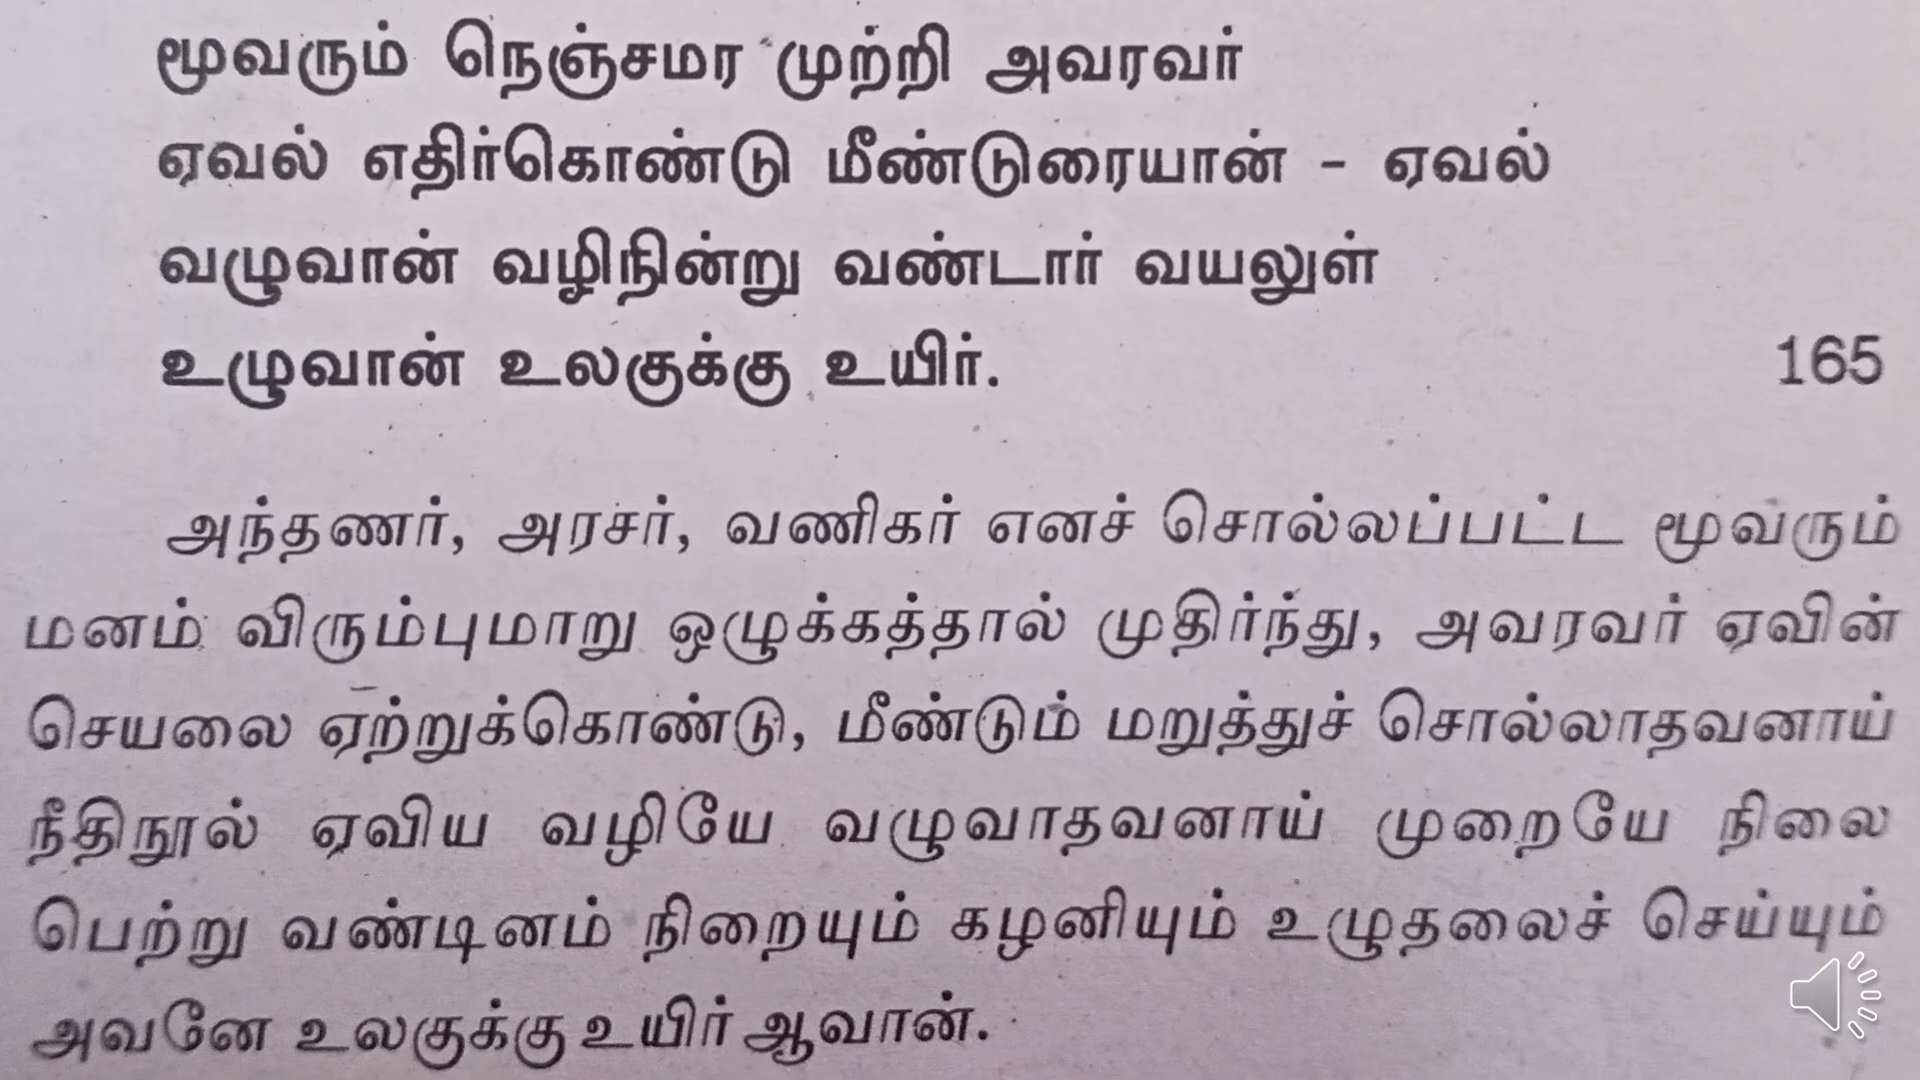 மூவரும் நெஞ்சமர முற்றி அவரவர்
ஏவல் எதிர்கொண்டு மீண்டுரையான் - ஏவல்
வழுவான் வழிநின்று வண்டார் வயலுள்
உழுவான் உலகுக்கு உயிர். 165
அந்தணர், அரசர், வணிகர் எனச் சொல்லப்பட்ட மூவரும்
மனம் விரும்புமாறு ஒழுக்கத்தால் முதிர்ந்து, அவரவர் ஏவின்
செயலை ஏற்றுக்கொண்டு, மீண்டும் மறுத்துச் சொல்லாதவனாய்
நீதிநூல் ஏவிய வழியே வழுவாதவனாய் முறையே நிலை
பெற்று வண்டினம் நிறையும் கழனியும் உழுதலைச் செய்யும்
அவனே உலகுக்கு உயிர் ஆவான்.